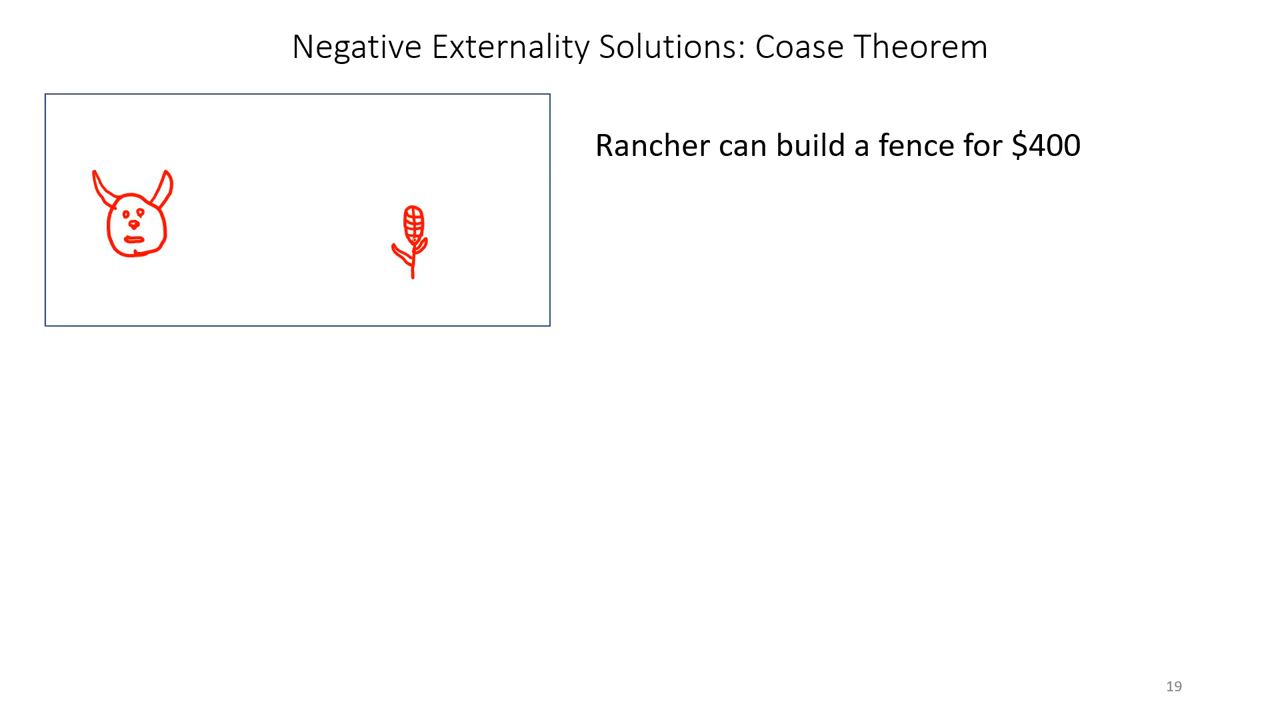 Negative Externality Solutions: Coase Theorem
Rancher can build a fence for $400
19